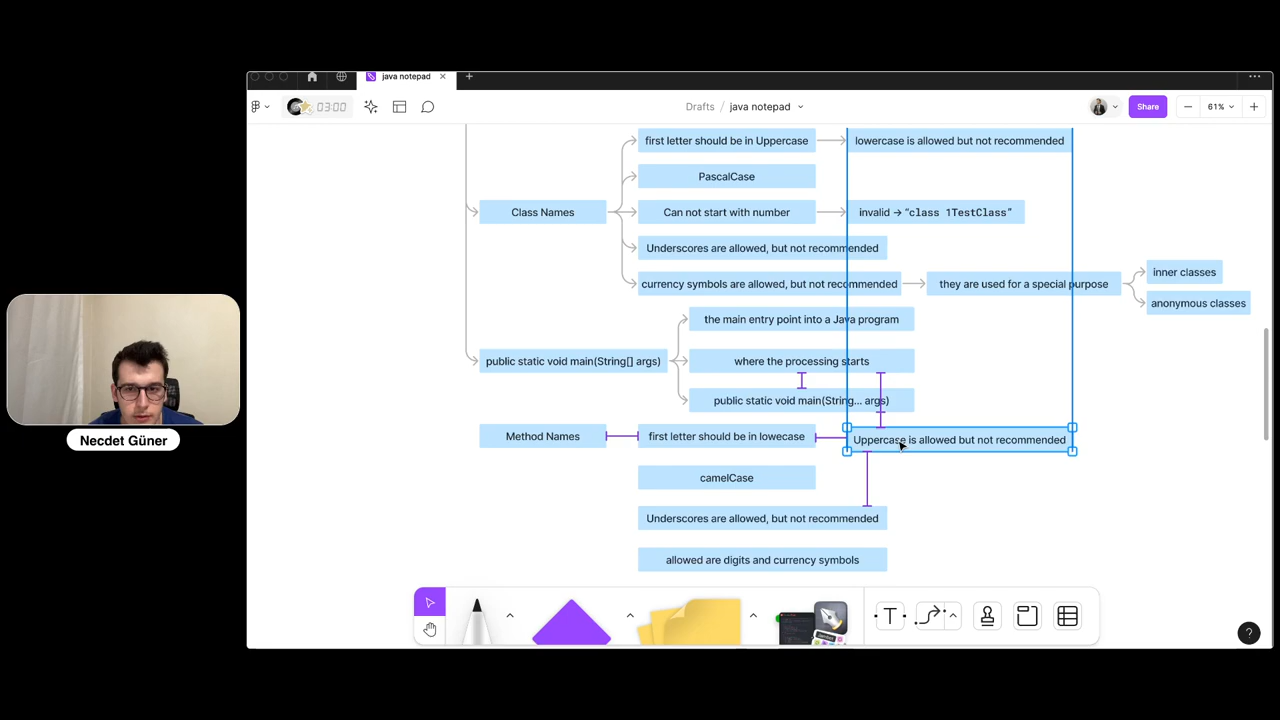 java notepad
03:00
Drafts / java notepad
Share
61%
first letter should be in Uppercase
lowercase is allowed but not recommended
PascalCase
Class Names
Can not start with number
invalid → “class 1TestClass”
Underscores are allowed, but not recommended
currency symbols are allowed, but not recommended
they are used for a special purpose
inner classes
anonymous classes
the main entry point into a Java program
public static void main(String[] args)
where the processing starts
public static void main(String... args)
Method Names
first letter should be in lowecase
Uppercase is allowed but not recommended
camelCase
Underscores are allowed, but not recommended
allowed are digits and currency symbols
Necdet Güner
T
?